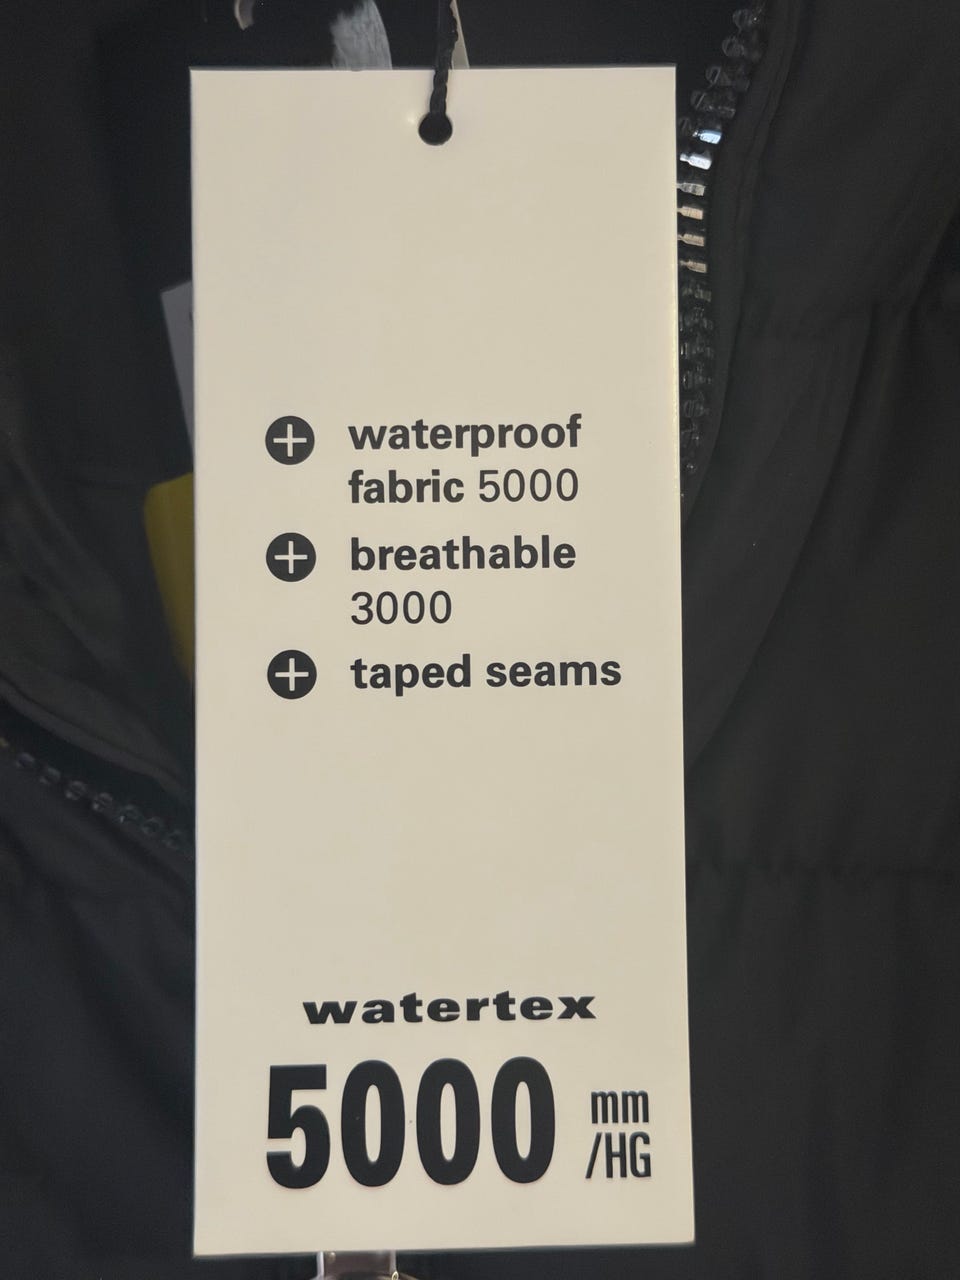 waterproof
fabric 5000
breathable
3000
taped seams
watertex
5000 mm
/HG